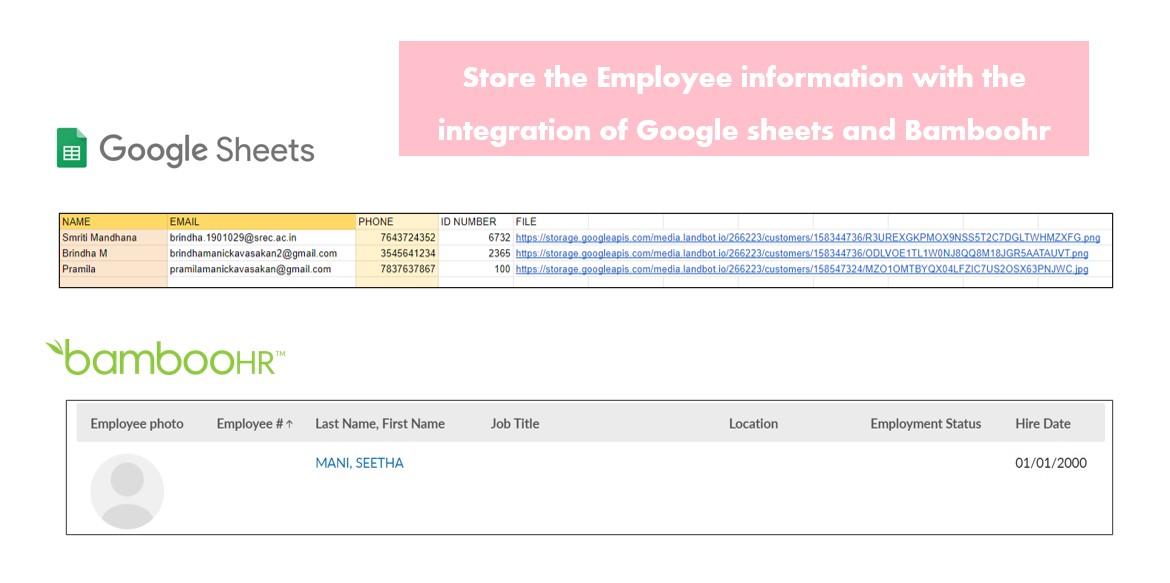 Store the Employee information with the
integration of Google sheets and Bamboohr
Google Sheets
NAME EMAIL PHONE ID NUMBER FILE
Smriti Mandhana brindha.1901029@srec.ac.in 7643724352 6732 https://storage.googleapis.com/media.landbot.io/266223/customers/158344736/R3UREXGKPMOX9NSS5T2C7DGLTWHMZXFG.png
Brindha M brindhamanickavasakan2@gmail.com 3545641234 2365 https://storage.googleapis.com/media.landbot.io/266223/customers/158344736/ODLVOE1TL1W0NJ8QQ8M18JGR5AATAUVT.png
Pramila pramilamanickavasakan@gmail.com 7837637867 100 https://storage.googleapis.com/media.landbot.io/266223/customers/158547324/MZO1OMTBYQX04LFZIC7US2OSX63PNJWC.jpg
bambooHR™
Employee photo Employee # ↑ Last Name, First Name Job Title Location Employment Status Hire Date
MANI, SEETHA 01/01/2000